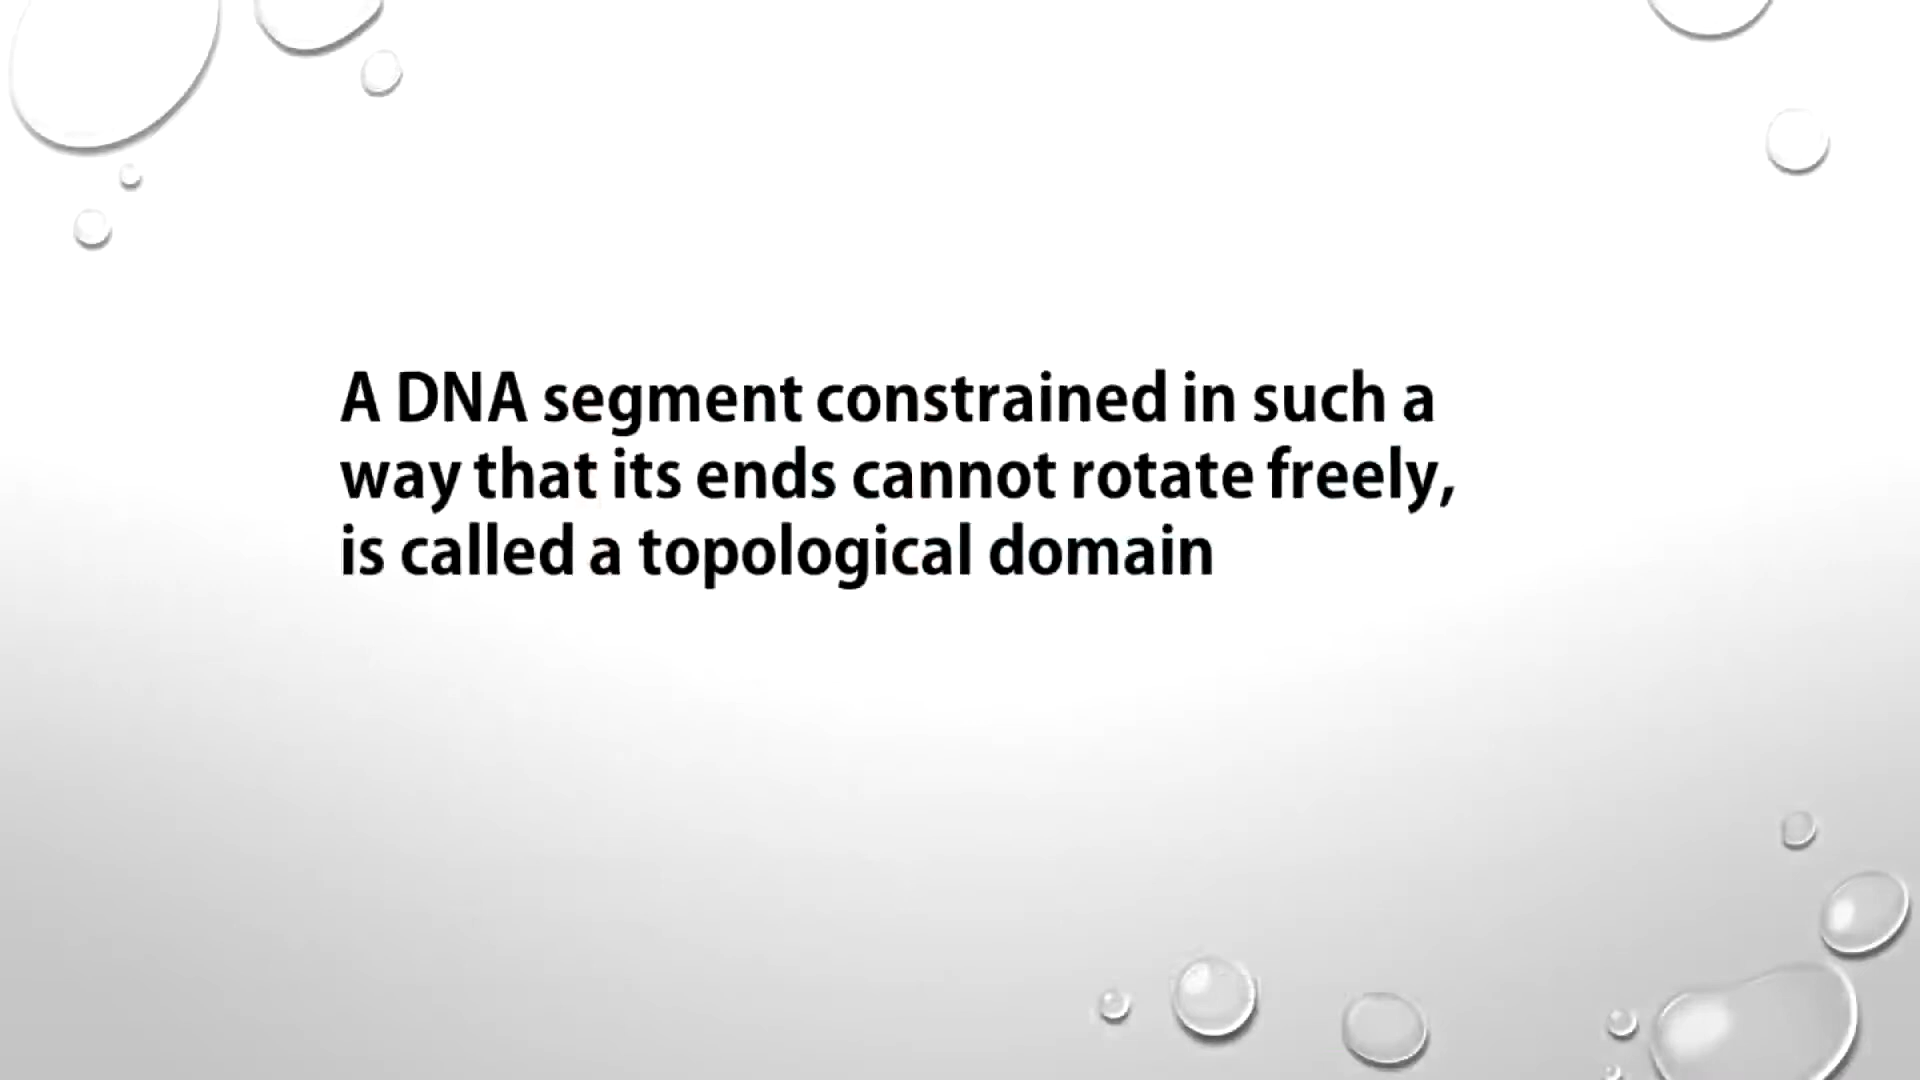 A DNA segment constrained in such a
way that its ends cannot rotate freely,
is called a topological domain